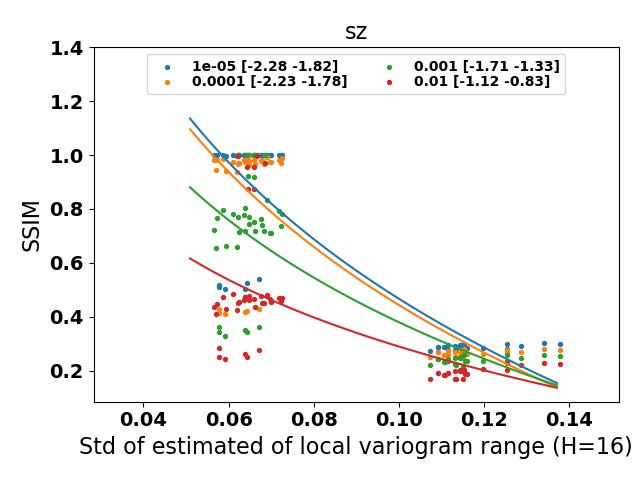 sz
1.4
1e-05 [-2.28 -1.82]
0.001 [-1.71 -1.33]
0.0001 [-2.23 -1.78]
0.01 [-1.12 -0.83]
1.2
1.0
0.8
0.6
0.4
0.2
SSIM
0.04 0.06 0.08 0.10 0.12 0.14
Std of estimated of local variogram range (H=16)